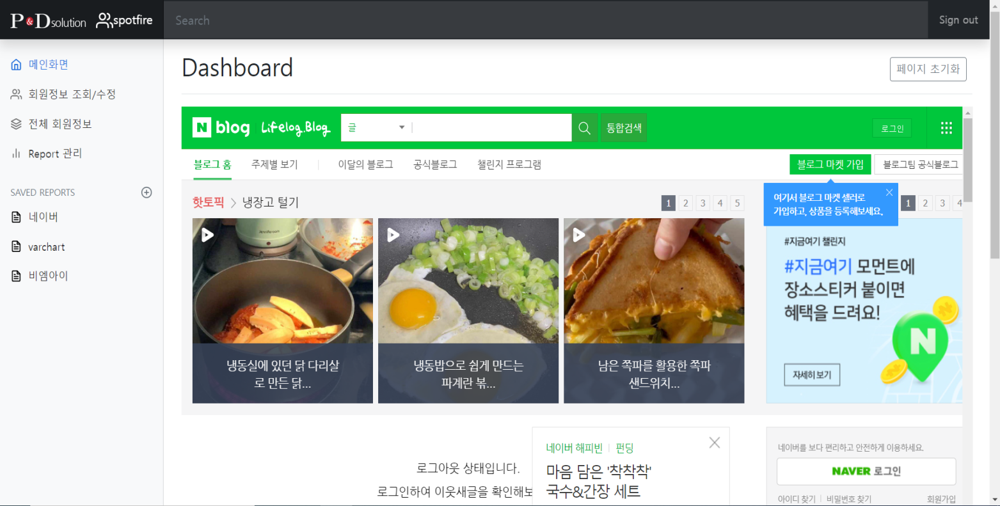 P&Dsolution spotfire
Search
Sign out
메인화면
회원정보 조회/수정
전체 회원정보
Report 관리
SAVED REPORTS
네이버
varchart
비엠아이
Dashboard
페이지 초기화
N blog Lifelog.Blog
글
통합검색
로그인
블로그 홈
주제별 보기
이달의 블로그
공식블로그
챌린지 프로그램
블로그 마켓 가입
블로그팀 공식블로그
여기서 블로그 마켓 셀러로
가입하고, 상품을 등록해보세요.
핫토픽 > 냉장고 털기
1 2 3 4 5
1 2 3 4
냉동실에 있던 닭 다리살
로 만든 닭...
냉동밥으로 쉽게 만드는
파계란 볶...
남은 쪽파를 활용한 쪽파
샌드위치...
#지금여기 챌린지
#지금여기 모먼트에
장소스티커 붙이면
혜택을 드려요!
N
자세히 보기
로그아웃 상태입니다.
로그인하여 이웃새글을 확인해보
네이버 해피빈 | 펀딩
마음 담은 '착착착'
국수&간장 세트
네이버를 보다 편리하고 안전하게 이용하세요.
NAVER 로그인
아이디 찾기 | 비밀번호 찾기
회원가입